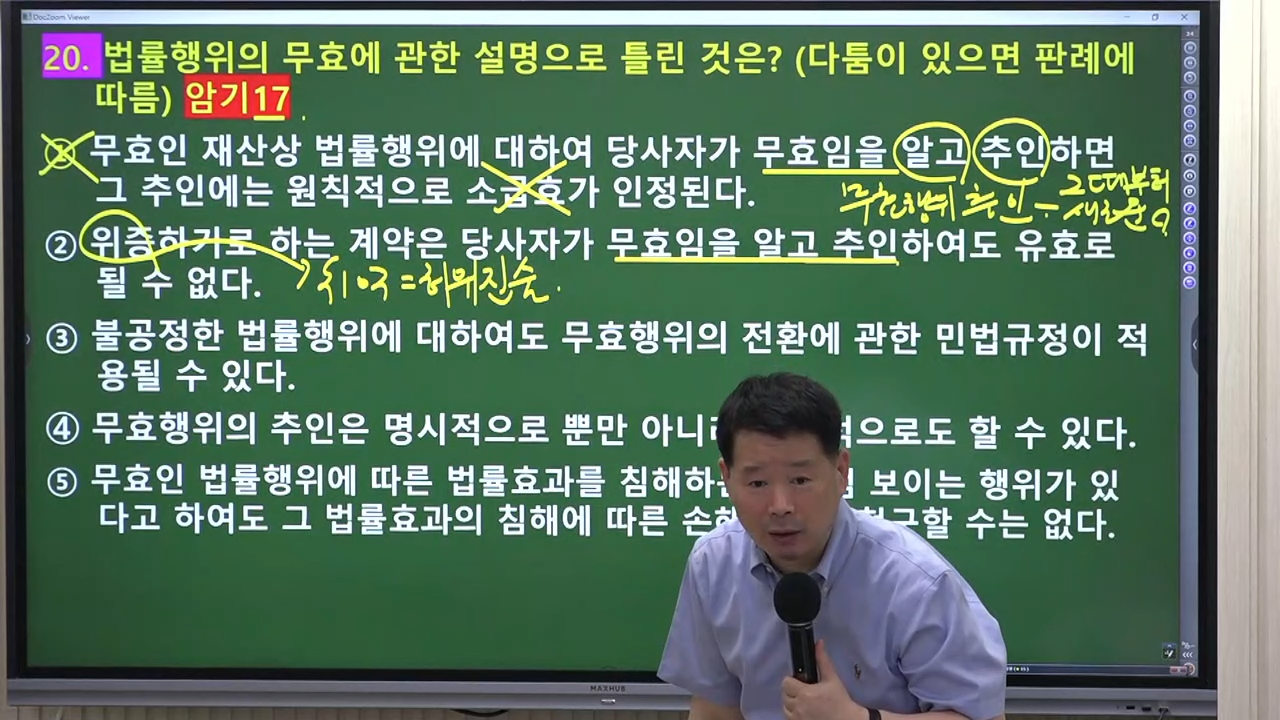 DocZoom.Viewer
20. 법률행위의 무효에 관한 설명으로 틀린 것은? (다툼이 있으면 판례에
따름) 암기17
① 무효인 재산상 법률행위에 대하여 당사자가 무효임을 알고 추인하면
그 추인에는 원칙적으로 소급효가 인정된다.
무효행위 추인 - 그때부터
새로운
② 위증하기로 하는 계약은 당사자가 무효임을 알고 추인하여도 유효로
될 수 없다.
= 허위진술
③ 불공정한 법률행위에 대하여도 무효행위의 전환에 관한 민법규정이 적
용될 수 있다.
④ 무효행위의 추인은 명시적으로 뿐만 아니 적으로도 할 수 있다.
⑤ 무효인 법률행위에 따른 법률효과를 침해하는 보이는 행위가 있
다고 하여도 그 법률효과의 침해에 따른 손 할 수는 없다.
MAXHUB